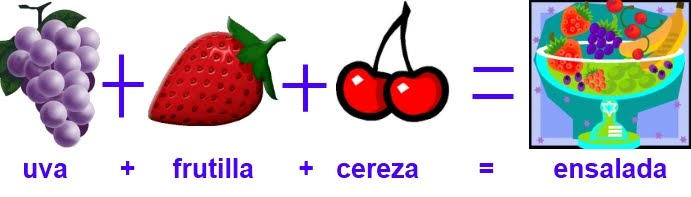 uva + frutilla + cereza = ensalada